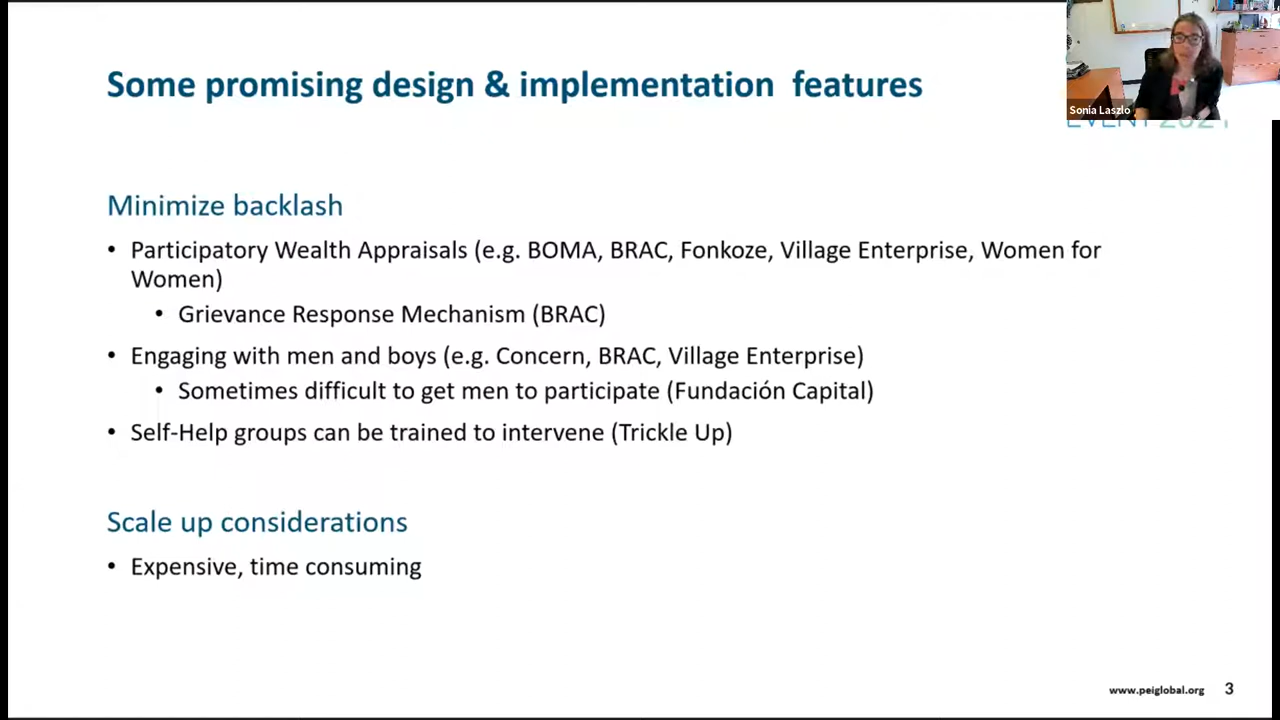 Some promising design & implementation features
Sonia Laszlo
EVENT 2021
Minimize backlash
• Participatory Wealth Appraisals (e.g. BOMA, BRAC, Fonkoze, Village Enterprise, Women for
Women)
• Grievance Response Mechanism (BRAC)
• Engaging with men and boys (e.g. Concern, BRAC, Village Enterprise)
• Sometimes difficult to get men to participate (Fundación Capital)
• Self-Help groups can be trained to intervene (Trickle Up)
Scale up considerations
• Expensive, time consuming
www.peiglobal.org 3